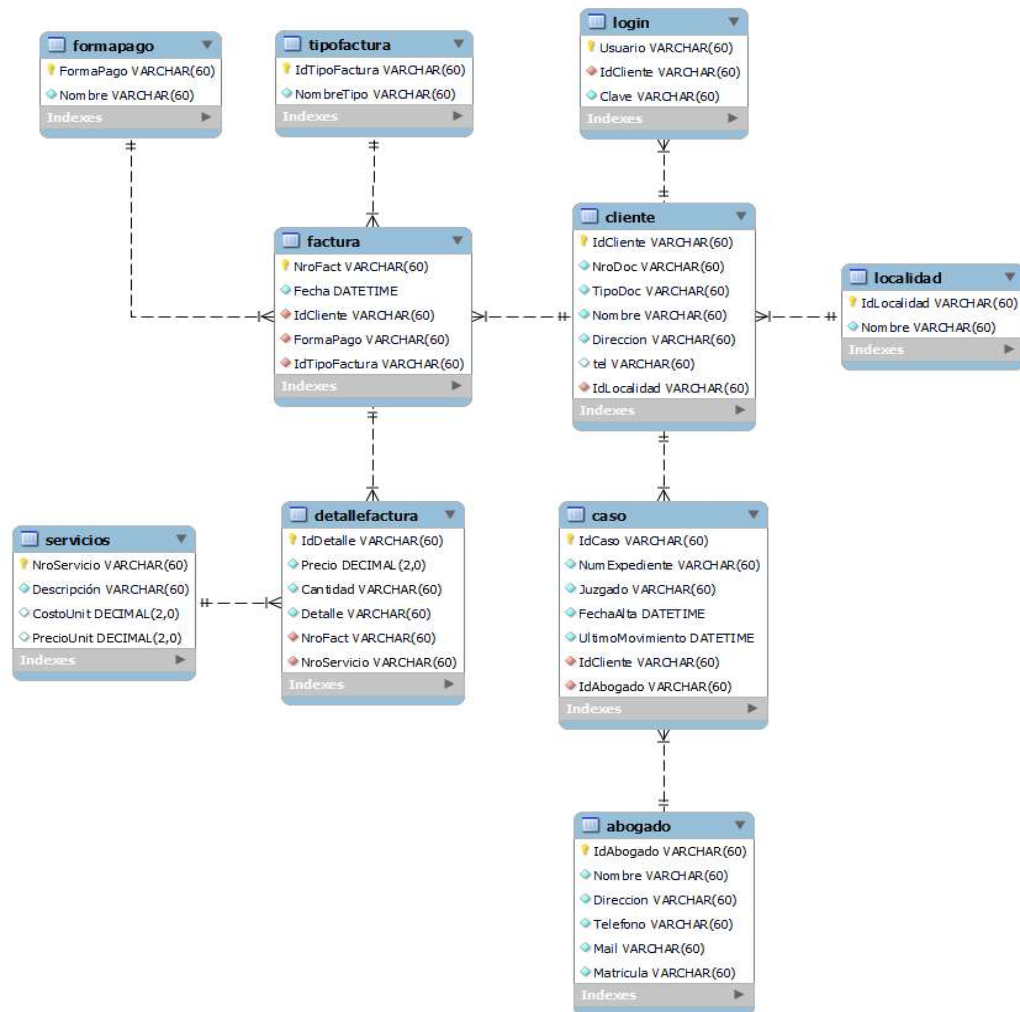 formapago
FormaPago VARCHAR(60)
Nombre VARCHAR(60)
Indexes
tipofactura
IdTipoFactura VARCHAR(60)
NombreTipo VARCHAR(60)
Indexes
login
Usuario VARCHAR(60)
IdCliente VARCHAR(60)
Clave VARCHAR(60)
Indexes
factura
NroFact VARCHAR(60)
Fecha DATETIME
IdCliente VARCHAR(60)
FormaPago VARCHAR(60)
IdTipoFactura VARCHAR(60)
Indexes
cliente
IdCliente VARCHAR(60)
NroDoc VARCHAR(60)
TipoDoc VARCHAR(60)
Nombre VARCHAR(60)
Direccion VARCHAR(60)
tel VARCHAR(60)
IdLocalidad VARCHAR(60)
Indexes
localidad
IdLocalidad VARCHAR(60)
Nombre VARCHAR(60)
Indexes
servicios
NroServicio VARCHAR(60)
Descripción VARCHAR(60)
CostoUnit DECIMAL(2,0)
PrecioUnit DECIMAL(2,0)
Indexes
detallefactura
IdDetalle VARCHAR(60)
Precio DECIMAL(2,0)
Cantidad VARCHAR(60)
Detalle VARCHAR(60)
NroFact VARCHAR(60)
NroServicio VARCHAR(60)
Indexes
caso
IdCaso VARCHAR(60)
NumExpediente VARCHAR(60)
Juzgado VARCHAR(60)
FechaAlta DATETIME
UltimoMovimiento DATETIME
IdCliente VARCHAR(60)
IdAbogado VARCHAR(60)
Indexes
abogado
IdAbogado VARCHAR(60)
Nombre VARCHAR(60)
Direccion VARCHAR(60)
Telefono VARCHAR(60)
Mail VARCHAR(60)
Matricula VARCHAR(60)
Indexes